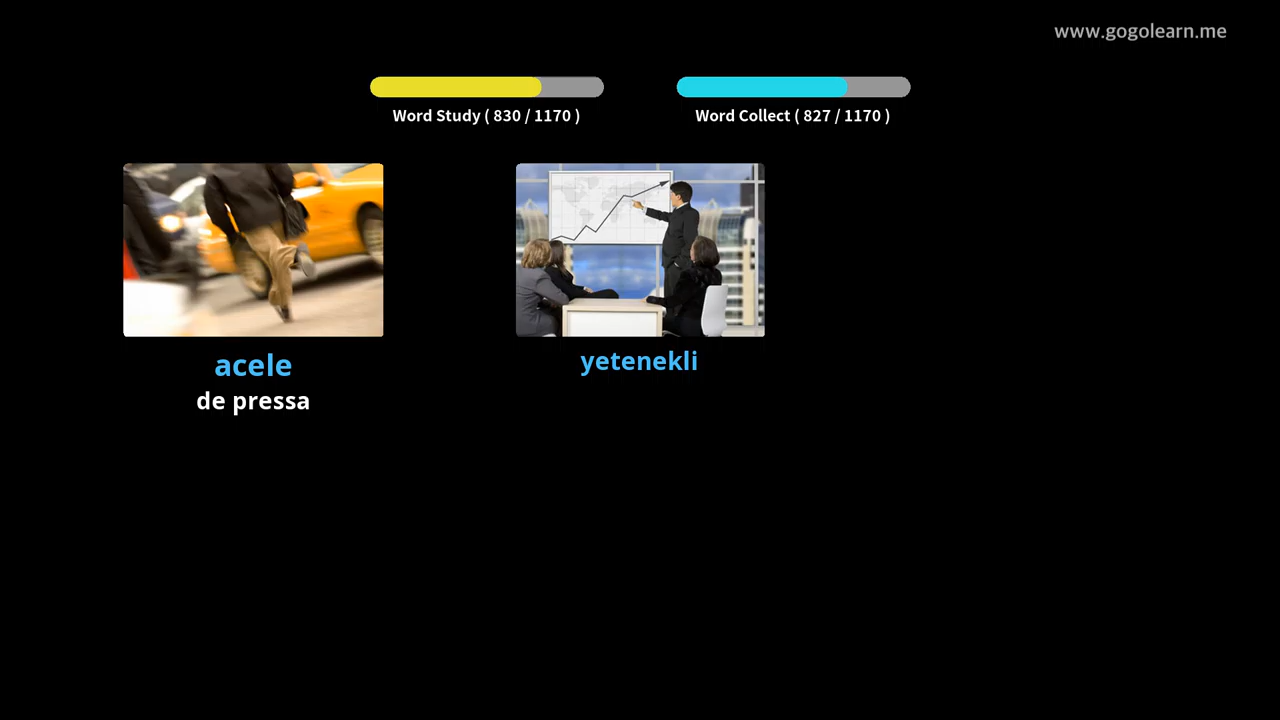 www.gogolearn.me
Word Study ( 830 / 1170 )
Word Collect ( 827 / 1170 )
acele
de pressa
yetenekli